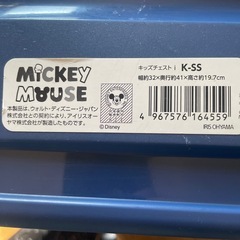 MiCKEY
MOUSE
本製品は、ウォルト・ディズニー・ジャパン
株式会社との契約により、アイリスオー
ヤマ株式会社が製造したものです。
© Disney
キッズチェスト i K-SS
幅約32×奥行約41×高さ約19.7cm
4 967576 164559
IRIS OHYAMA